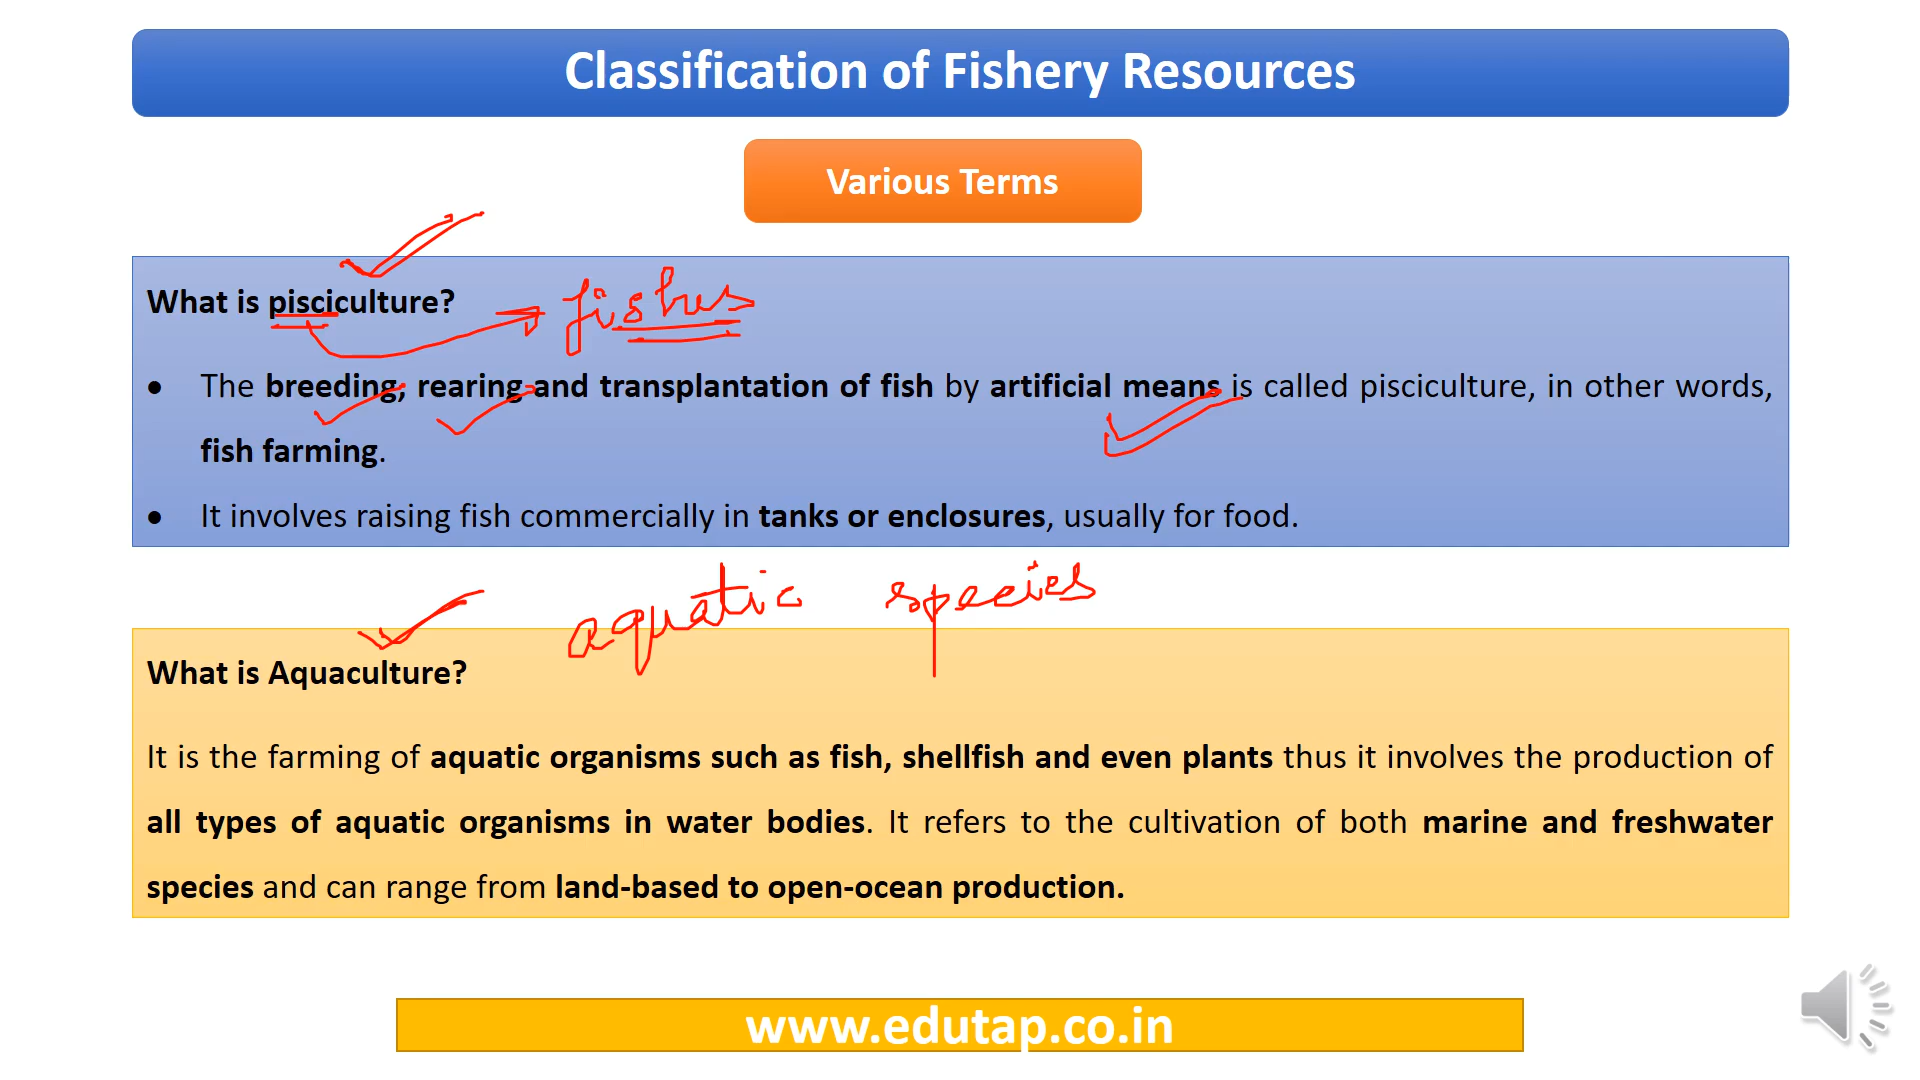 Classification of Fishery Resources
Various Terms
What is pisciculture?
fishes
● The breeding, rearing and transplantation of fish by artificial means is called pisciculture, in other words,
fish farming.
● It involves raising fish commercially in tanks or enclosures, usually for food.
aquatic species
What is Aquaculture?
It is the farming of aquatic organisms such as fish, shellfish and even plants thus it involves the production of
all types of aquatic organisms in water bodies. It refers to the cultivation of both marine and freshwater
species and can range from land-based to open-ocean production.
www.edutap.co.in